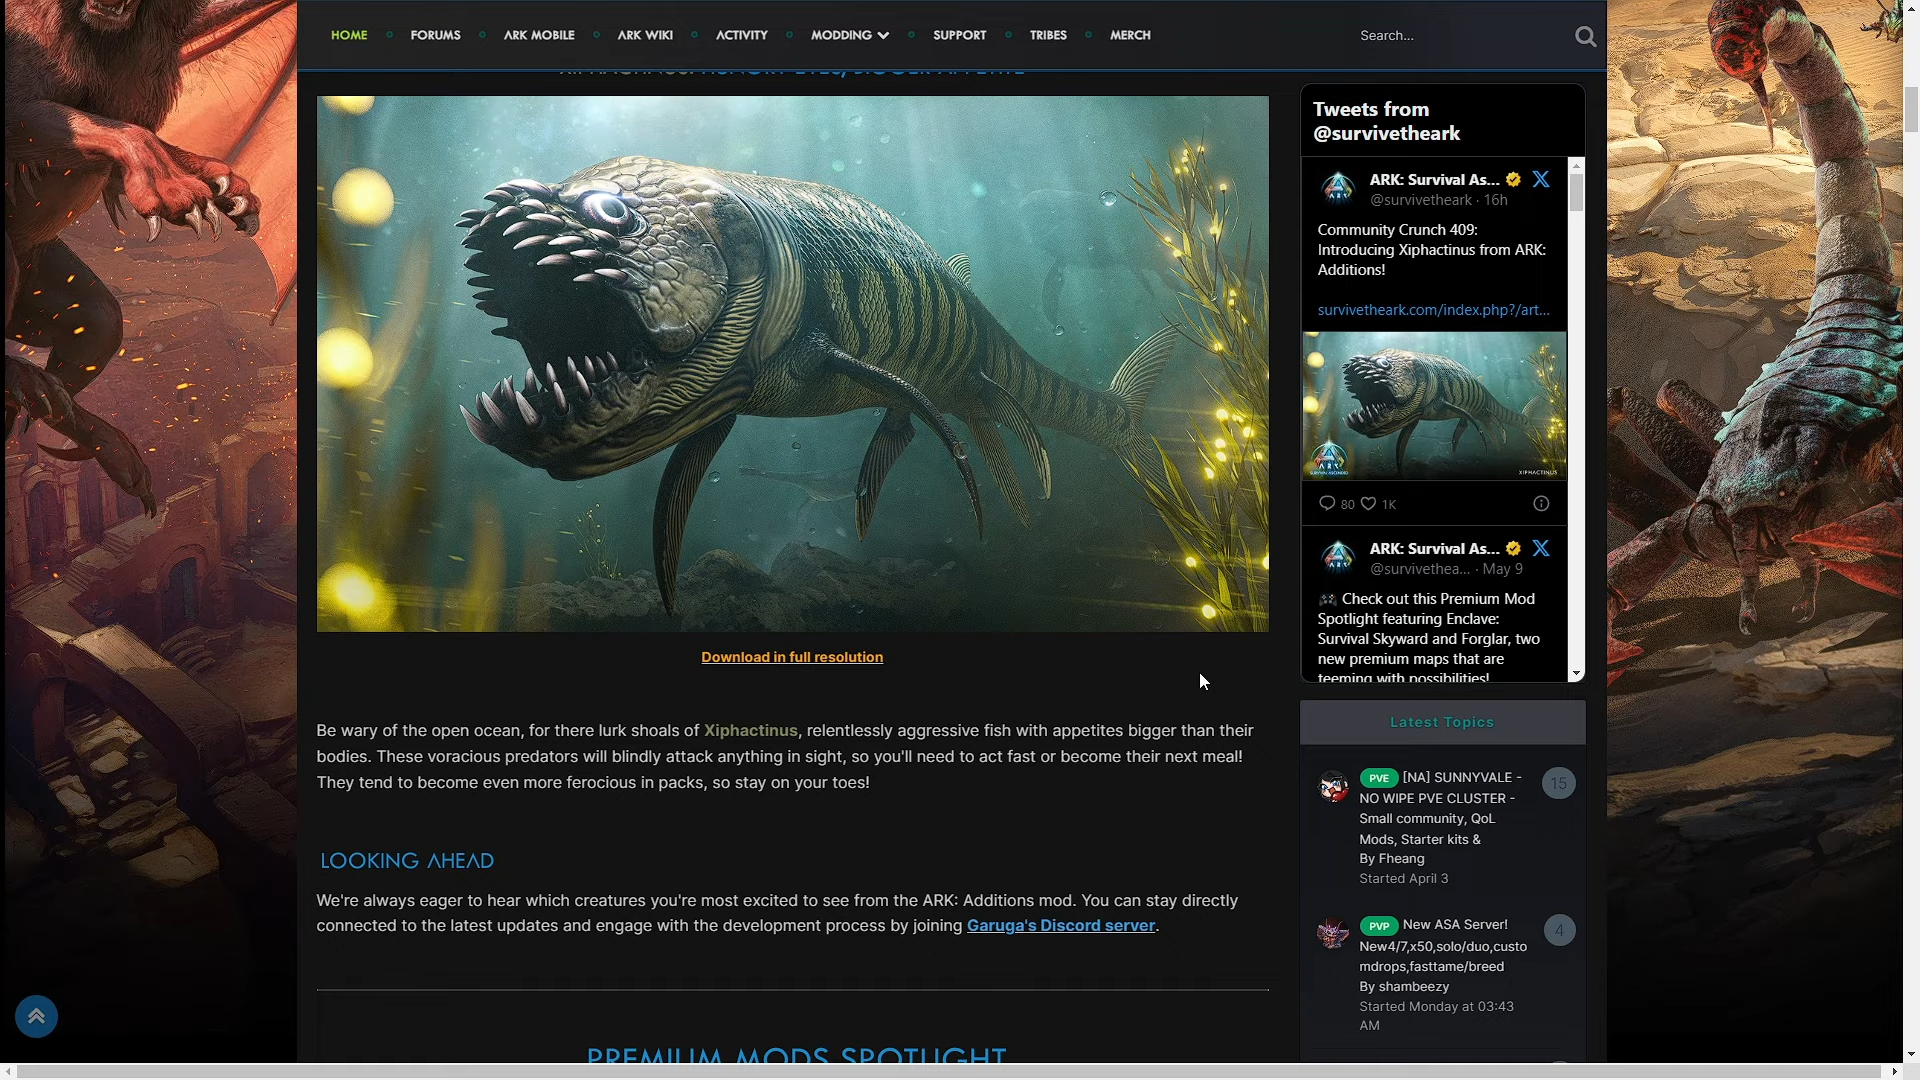 HOME
FORUMS
ARK MOBILE
ARK WIKI
ACTIVITY
MODDING
SUPPORT
TRIBES
MERCH
Search...
Download in full resolution
Be wary of the open ocean, for there lurk shoals of Xiphactinus, relentlessly aggressive fish with appetites bigger than their
bodies. These voracious predators will blindly attack anything in sight, so you'll need to act fast or become their next meal!
They tend to become even more ferocious in packs, so stay on your toes!
LOOKING AHEAD
We're always eager to hear which creatures you're most excited to see from the ARK: Additions mod. You can stay directly
connected to the latest updates and engage with the development process by joining Garuga's Discord server.
PREMIUM MODS SPOTLIGHT
Tweets from
@survivetheark
ARK: Survival As...
@survivetheark · 16h
Community Crunch 409:
Introducing Xiphactinus from ARK:
Additions!
survivetheark.com/index.php?/art...
ARK
XIPHACTINUS
80
1K
ARK: Survival As...
@survivethea... · May 9
Check out this Premium Mod
Spotlight featuring Enclave:
Survival Skyward and Forglar, two
new premium maps that are
teeming with possibilities!
Latest Topics
PVE [NA] SUNNYVALE -
NO WIPE PVE CLUSTER -
Small community, QoL
Mods, Starter kits &
By Fheang
Started April 3
15
PVP New ASA Server!
New4/7,x50,solo/duo,custo
mdrops,fasttame/breed
By shambeezy
Started Monday at 03:43
AM
4